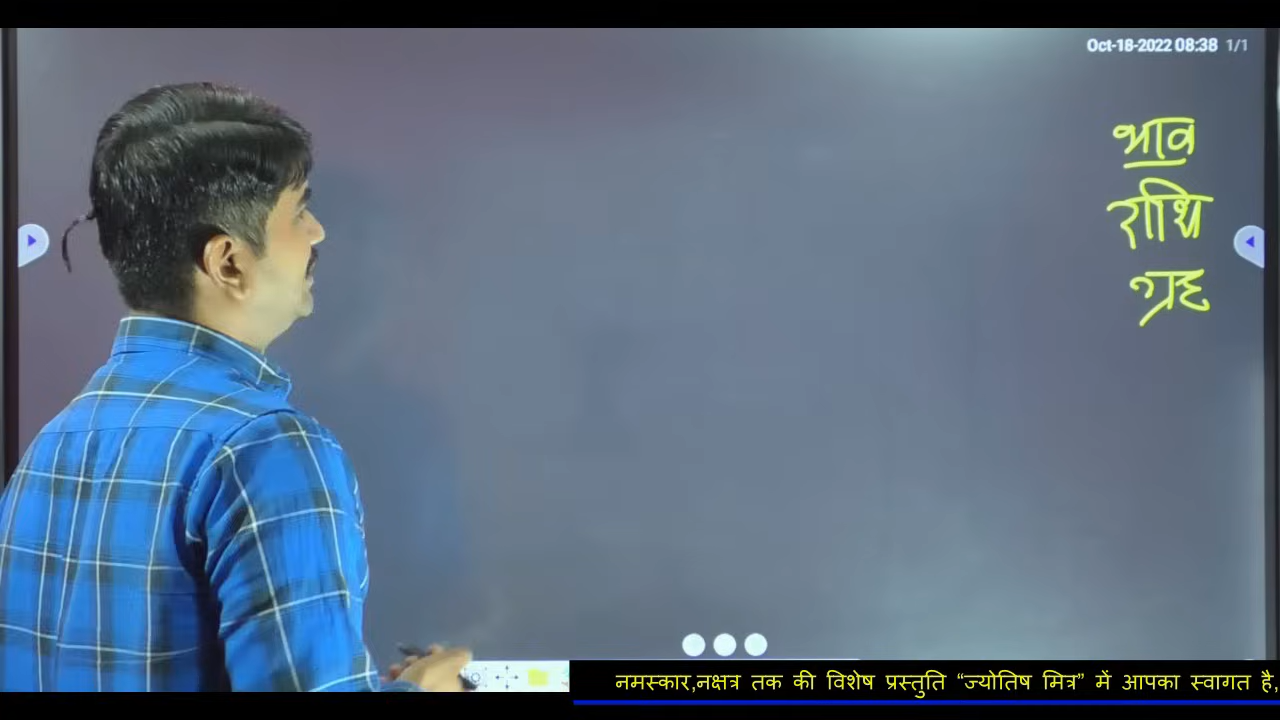 Oct-18-2022 08:38 1/1
भाव
राशि
ग्रह
नमस्कार,नक्षत्र तक की विशेष प्रस्तुति “ज्योतिष मित्र” में आपका स्वागत है,